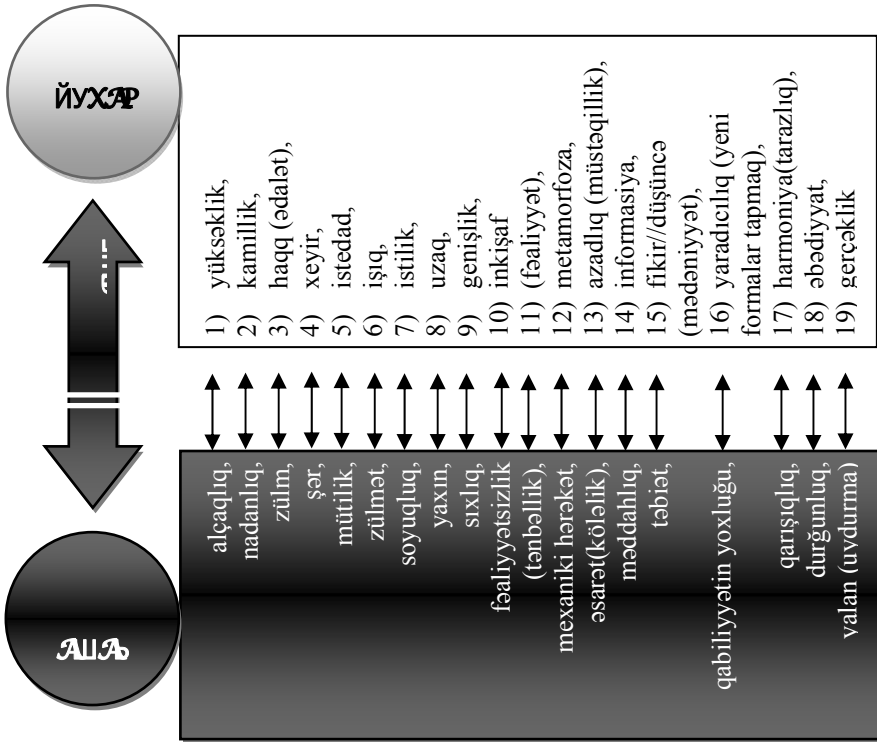 ЙУХАР
1) yüksəklik,
2) kamillik,
3) haqq (ədalət),
4) xeyir,
5) istedad,
6) işıq,
7) istilik,
8) uzaq,
9) genişlik,
10) inkişaf
11) (fəaliyyət),
12) metamorfoza,
13) azadlıq (müstəqillik),
14) informasiya,
15) fikir//düşüncə
(mədəniyyət),
16) yaradıcılıq (yeni
formalar tapmaq),
17) harmoniya(tarazlıq),
18) əbədiyyat,
19) gerçəklik
АШАЬ
alçaqlıq,
nadanlıq,
zülm,
şər,
mütilik,
zülmət,
soyuqluq,
yaxın,
sıxlıq,
fəaliyyətsizlik
(tənbəllik),
mexaniki hərəkət,
əsarət(köləlik),
məddahlıq,
təbiət,
qabiliyyətin yoxluğu,
qarışıqlıq,
durğunluq,
yalan (uydurma)